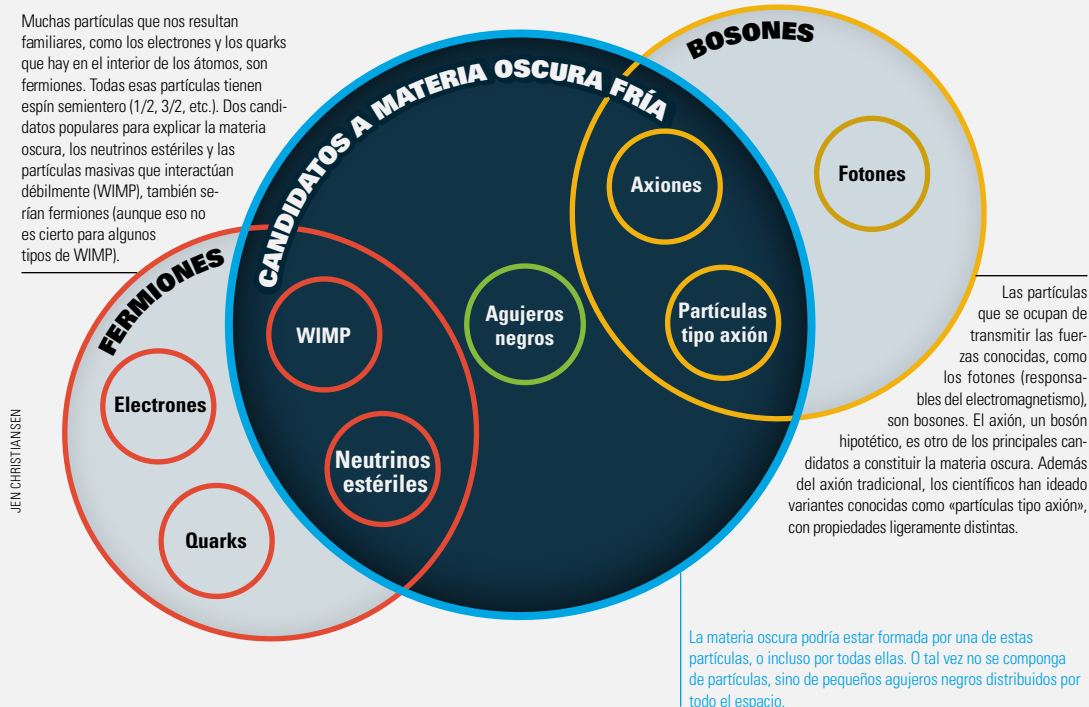 Muchas partículas que nos resultan
familiares, como los electrones y los quarks
que hay en el interior de los átomos, son
fermiones. Todas esas partículas tienen
espín semientero (1/2, 3/2, etc.). Dos candi-
datos populares para explicar la materia
oscura, los neutrinos estériles y las
partículas masivas que interactúan
débilmente (WIMP), también se-
rían fermiones (aunque eso no
es cierto para algunos
tipos de WIMP).
FERMIONES
Electrones
Quarks
WIMP
Neutrinos
estériles
CANDIDATOS A MATERIA OSCURA FRÍA
Agujeros
negros
BOSONES
Axiones
Partículas
tipo axión
Fotones
Las partículas
que se ocupan de
transmitir las fuer-
zas conocidas, como
los fotones (responsa-
bles del electromagnetismo),
son bosones. El axión, un bosón
hipotético, es otro de los principales can-
didatos a constituir la materia oscura. Además
del axión tradicional, los científicos han ideado
variantes conocidas como «partículas tipo axión»,
con propiedades ligeramente distintas.
La materia oscura podría estar formada por una de estas
partículas, o incluso por todas ellas. O tal vez no se componga
de partículas, sino de pequeños agujeros negros distribuidos por
todo el espacio.
JEN CHRISTIANSEN